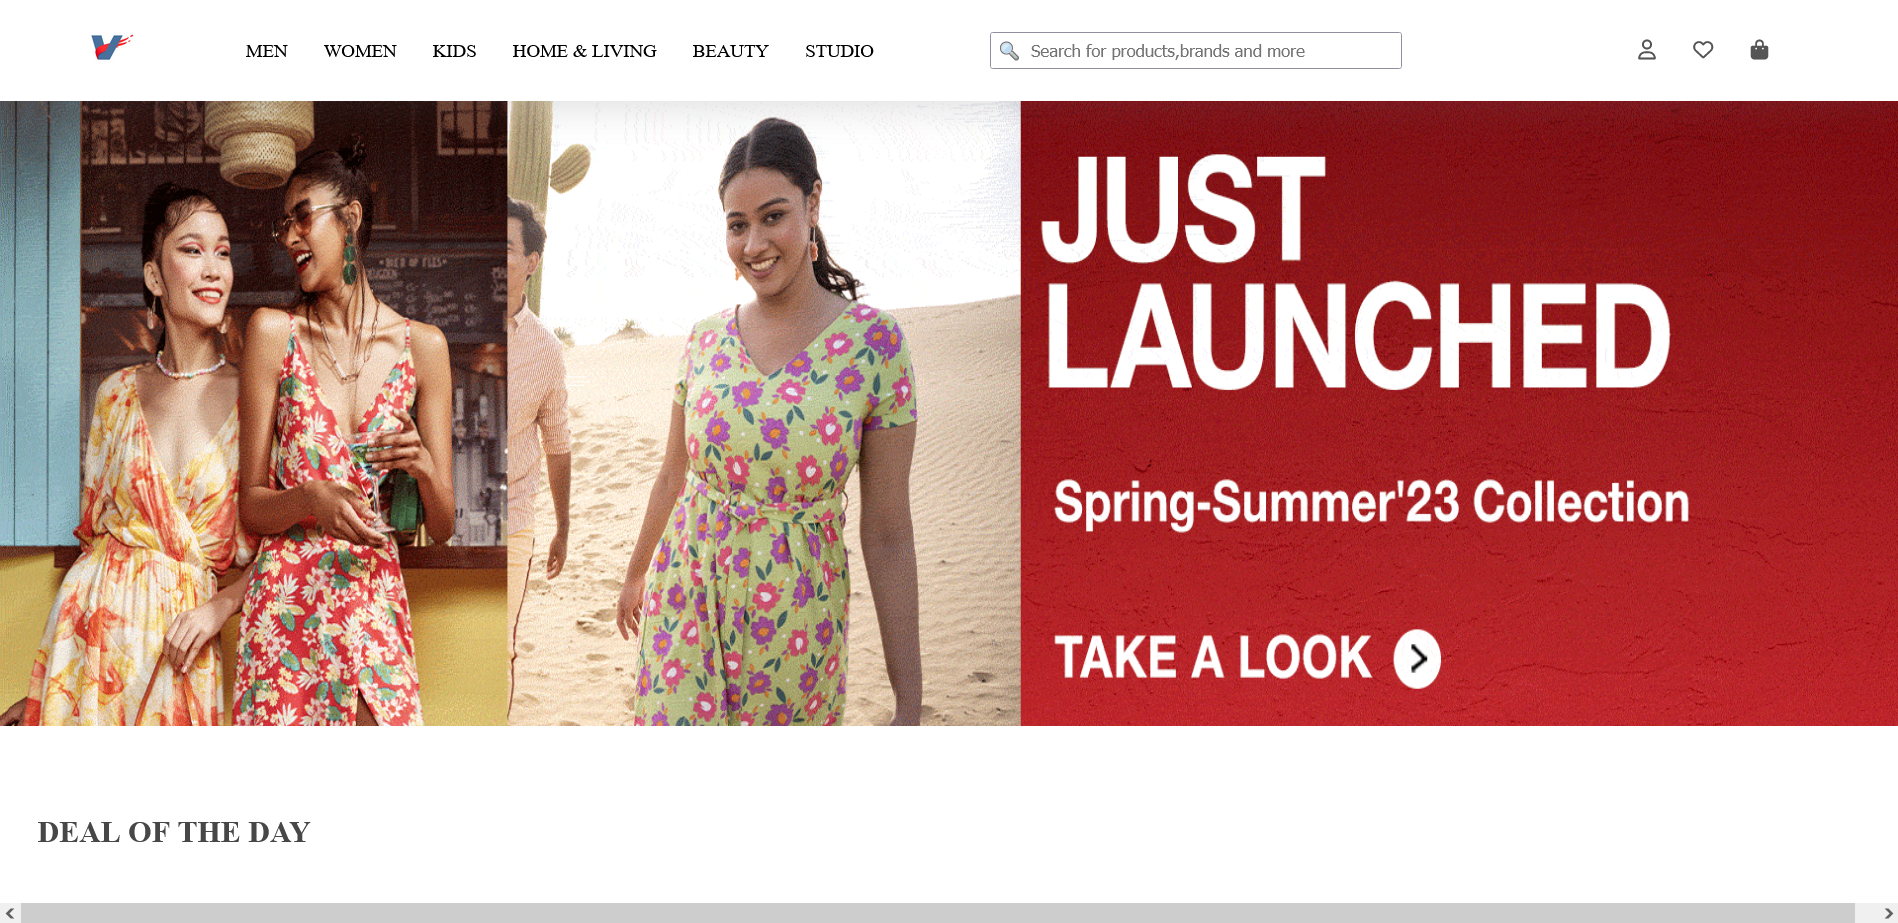 MEN WOMEN KIDS HOME & LIVING BEAUTY STUDIO
Search for products,brands and more
JUST
LAUNCHED
Spring-Summer'23 Collection
TAKE A LOOK
DEAL OF THE DAY